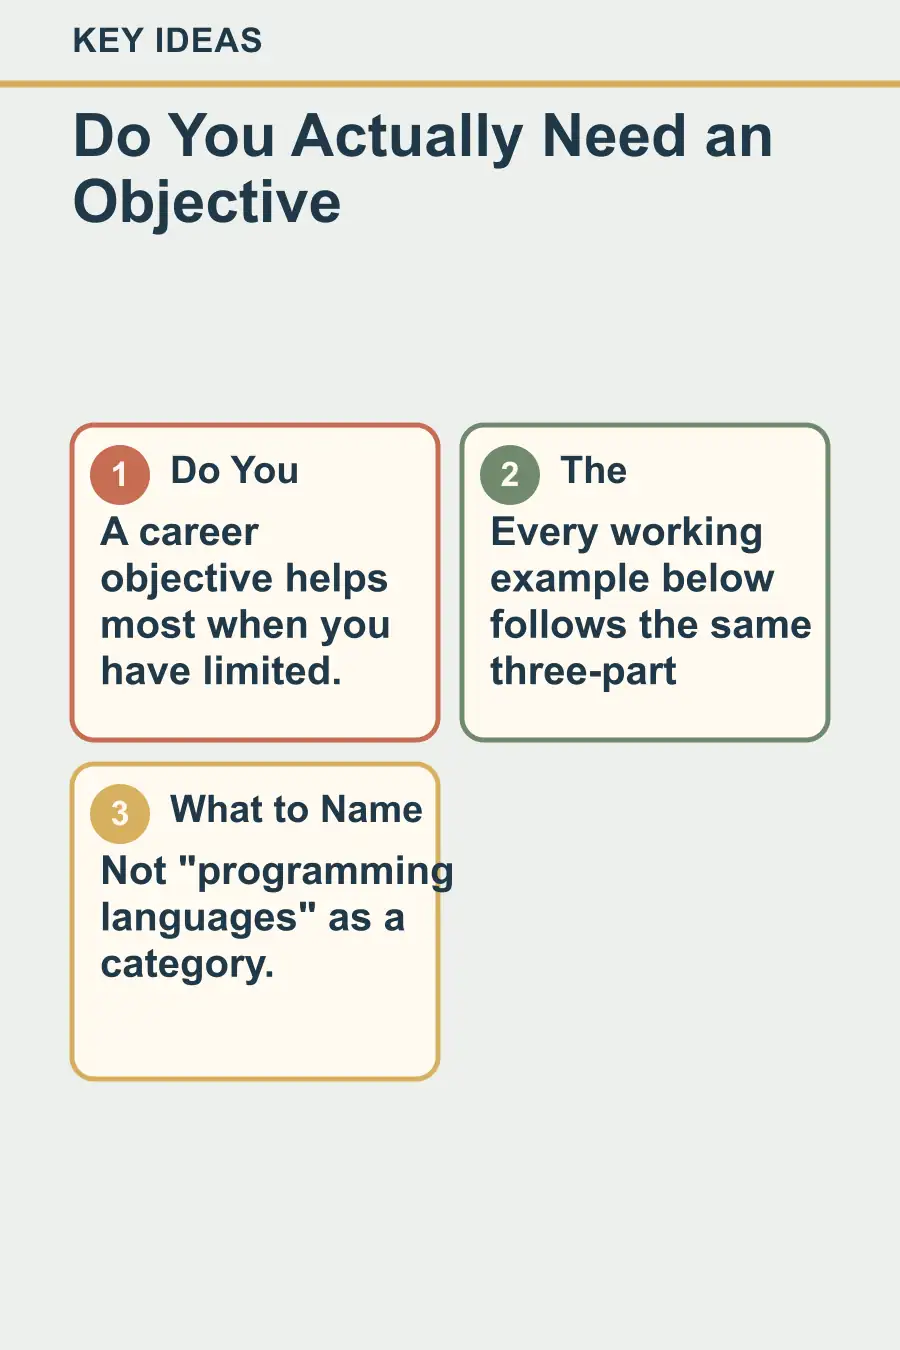 KEY IDEAS
Do You Actually Need an
Objective
1 Do You
A career
objective helps
most when you
have limited.
2 The
Every working
example below
follows the same
three-part
3 What to Name
Not "programming
languages" as a
category.